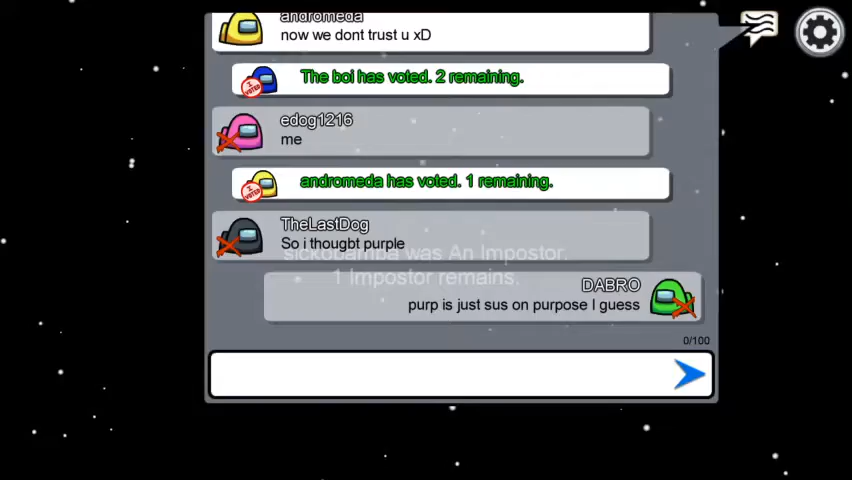 andromeda
now we dont trust u xD
The boi has voted. 2 remaining.
edog1216
me
andromeda has voted. 1 remaining.
TheLastDog
So i thougbt purple
was An Impostor.
1 Impostor remains.
DABRO
purp is just sus on purpose I guess
0/100
I VOTED
I VOTED